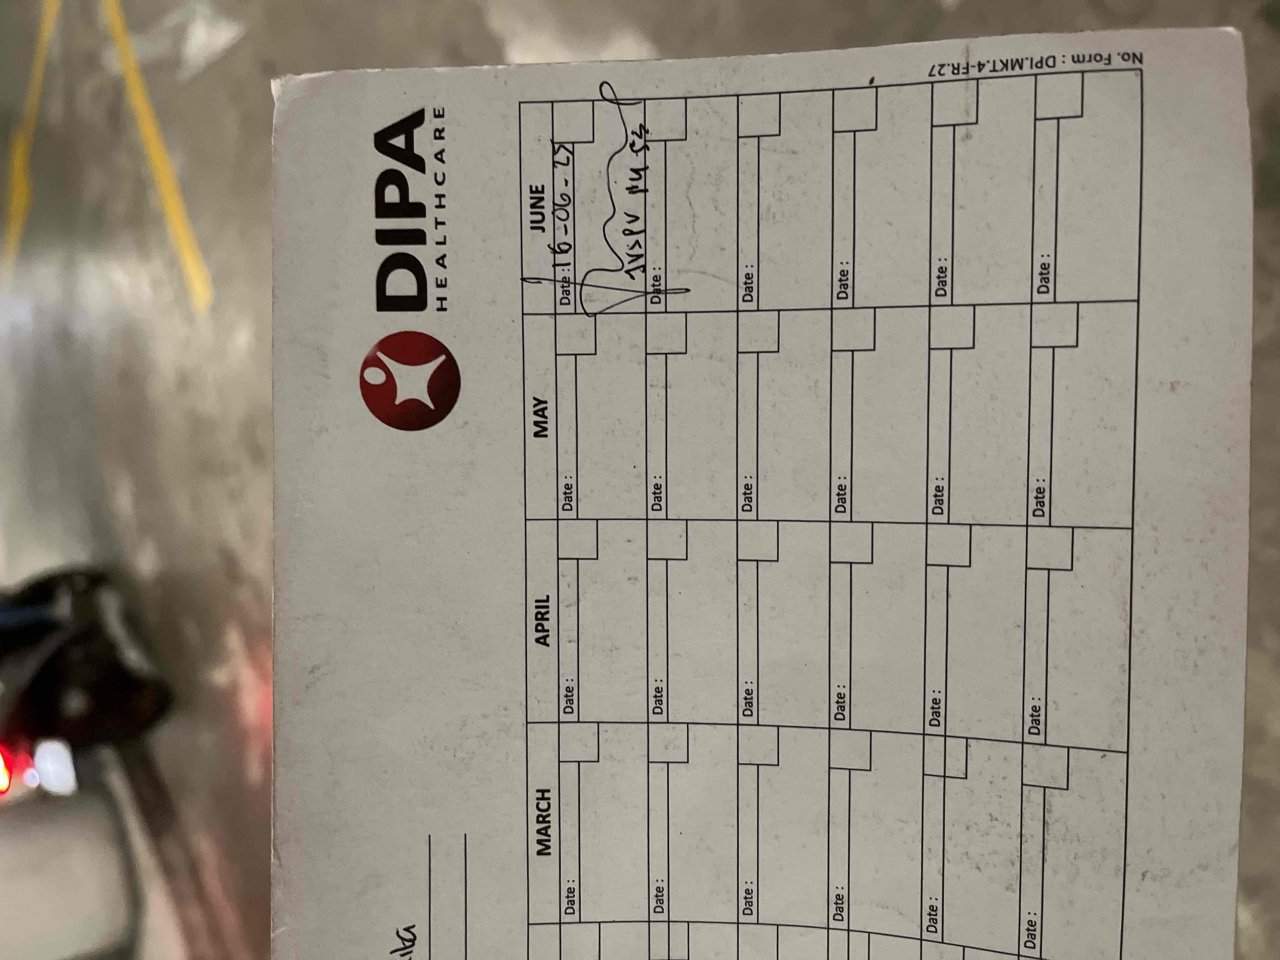 DIPA
HEALTHCARE
MARCH APRIL MAY JUNE
Date : Date : Date : Date : 16-06-25
Date : Date : Date : Date :
Date : Date : Date : Date :
Date : Date : Date : Date :
Date : Date : Date : Date :
Date : Date : Date : Date :
No. Form : DPI.MKT.4-FR.27